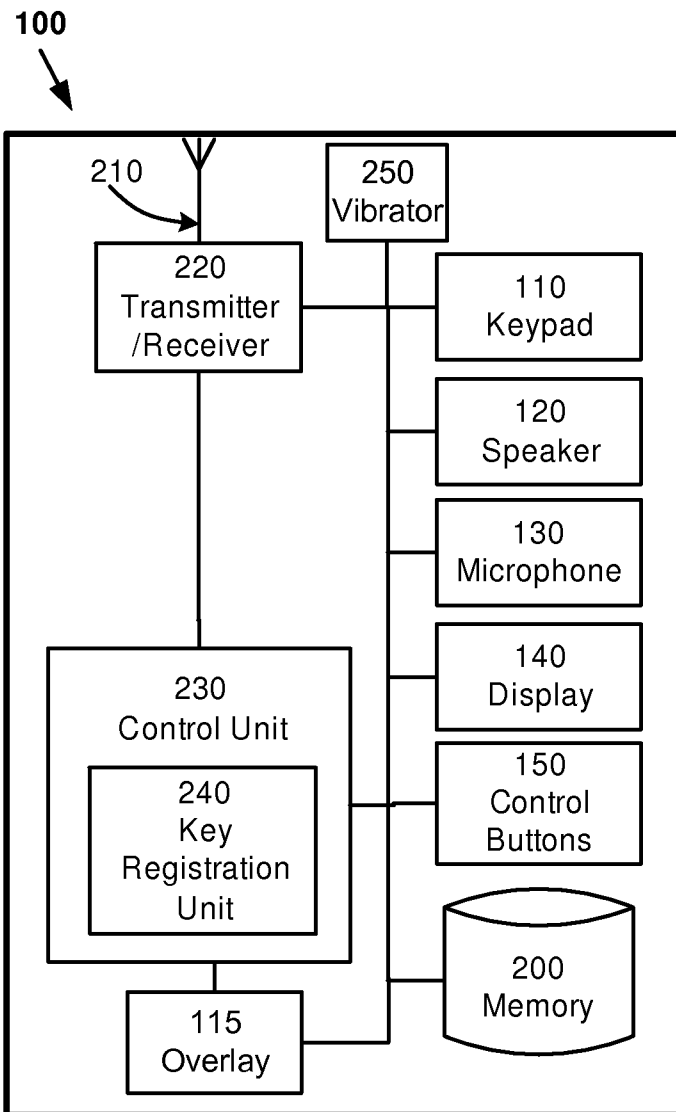 100
210
250
Vibrator
220
Transmitter
/Receiver
110
Keypad
120
Speaker
130
Microphone
230
Control Unit
140
Display
240
Key
Registration
Unit
150
Control
Buttons
200
Memory
115
Overlay